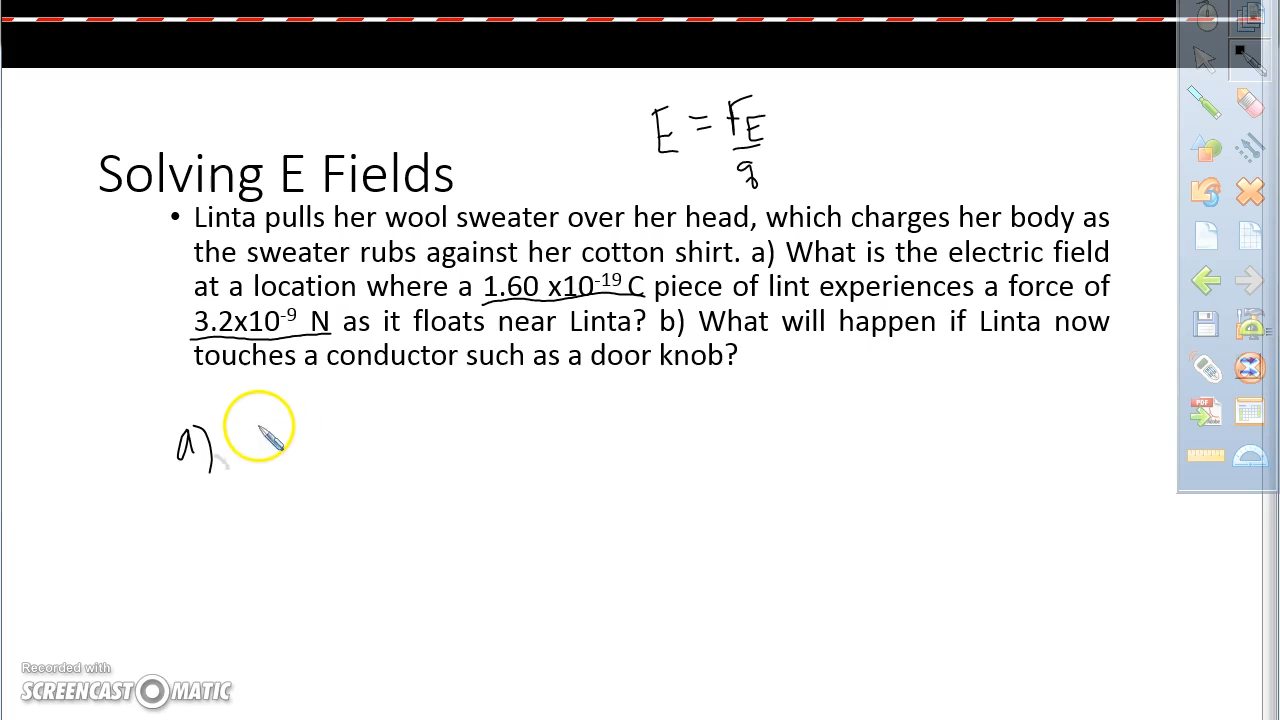 E = FE
q
Solving E Fields
• Linta pulls her wool sweater over her head, which charges her body as
the sweater rubs against her cotton shirt. a) What is the electric field
at a location where a 1.60 x10-19 C piece of lint experiences a force of
3.2x10-9 N as it floats near Linta? b) What will happen if Linta now
touches a conductor such as a door knob?
a)
PDF
Recorded with
SCREENCAST O MATIC